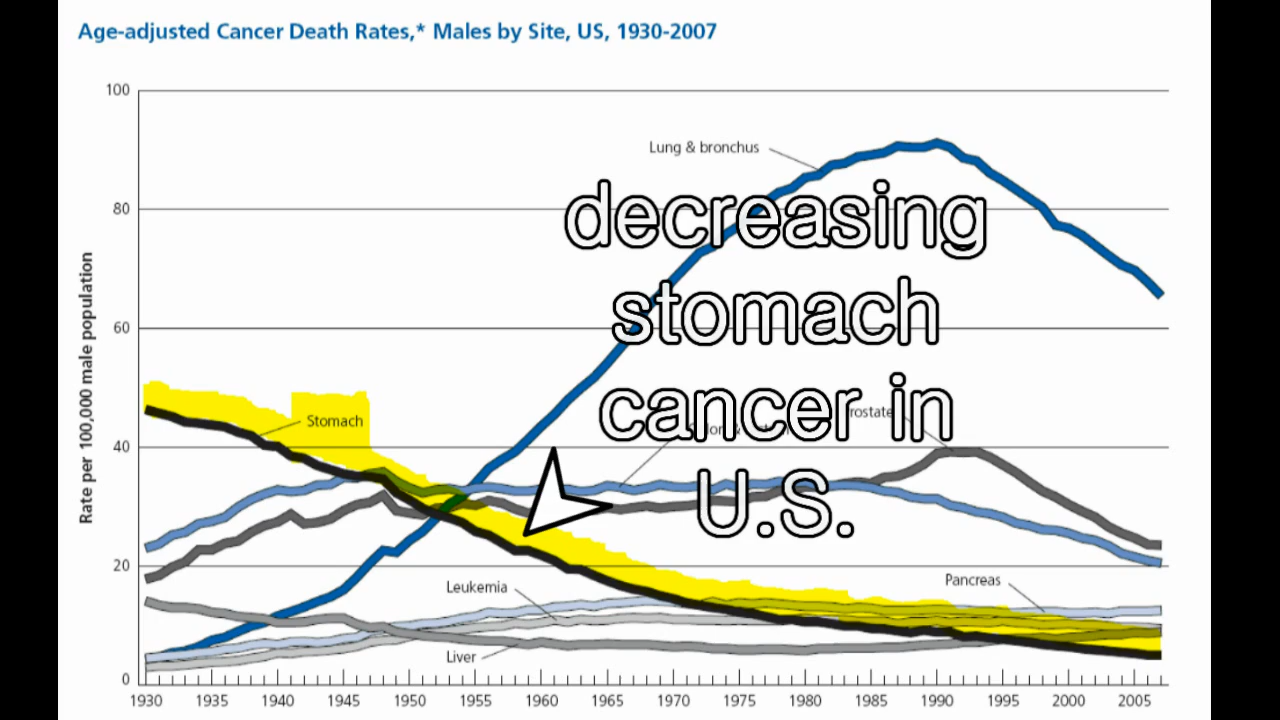 Age-adjusted Cancer Death Rates,* Males by Site, US, 1930-2007
Rate per 100,000 male population
100
80
60
40
20
0
Lung & bronchus
decreasing
stomach
cancer in
U.S.
Stomach
Leukemia
Pancreas
Liver
1930 1935 1940 1945 1950 1955 1960 1965 1970 1975 1980 1985 1990 1995 2000 2005